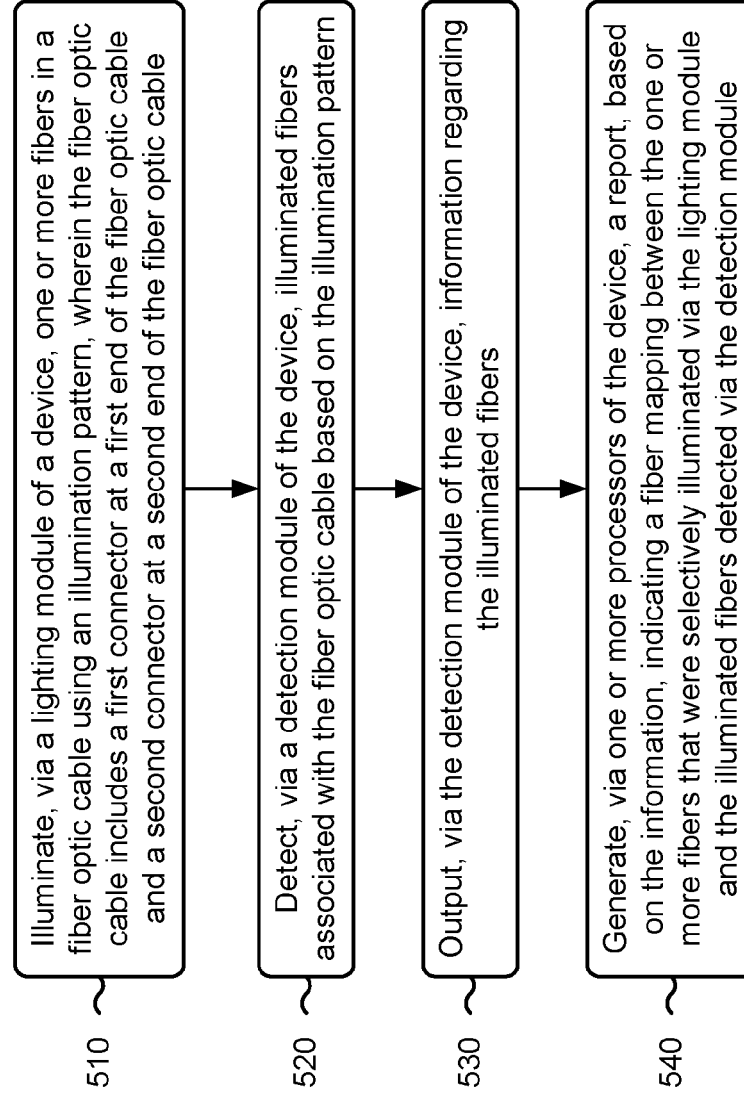 510
Illuminate, via a lighting module of a device, one or more fibers in a
fiber optic cable using an illumination pattern, wherein the fiber optic
cable includes a first connector at a first end of the fiber optic cable
and a second connector at a second end of the fiber optic cable
520
Detect, via a detection module of the device, illuminated fibers
associated with the fiber optic cable based on the illumination pattern
530
Output, via the detection module of the device, information regarding
the illuminated fibers
540
Generate, via one or more processors of the device, a report, based
on the information, indicating a fiber mapping between the one or
more fibers that were selectively illuminated via the lighting module
and the illuminated fibers detected via the detection module